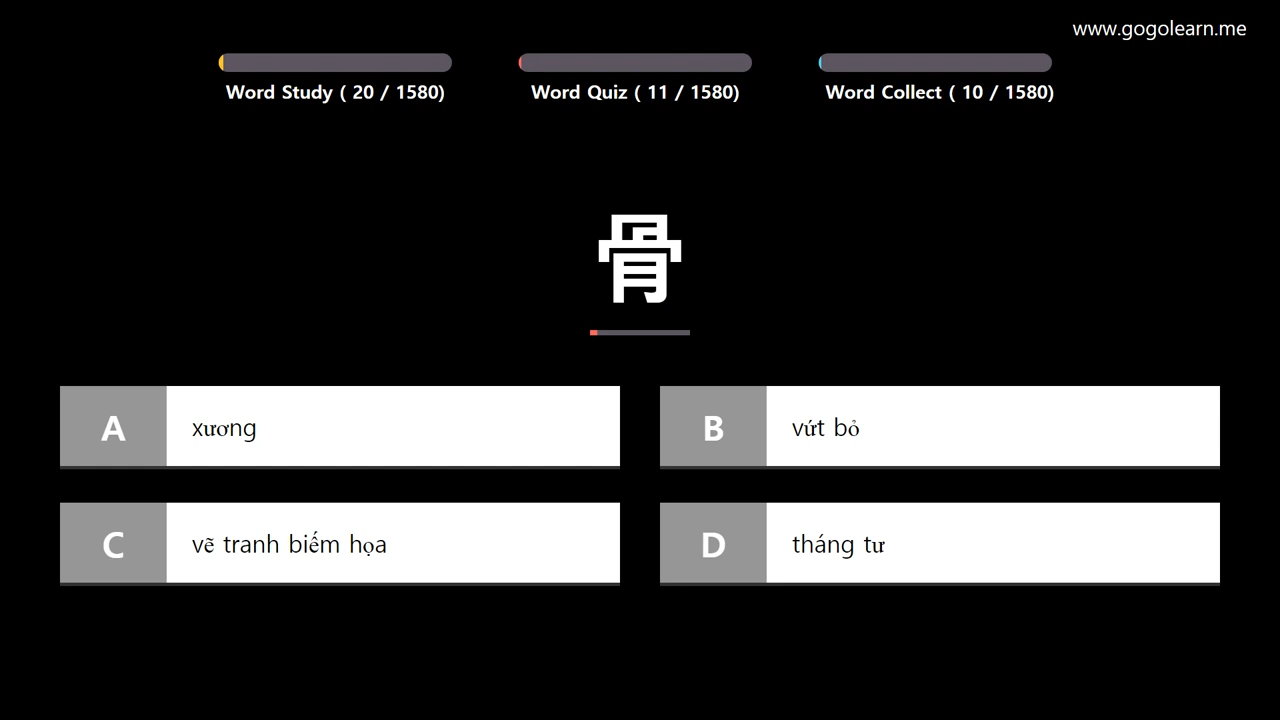 www.gogolearn.me
Word Study ( 20 / 1580)
Word Quiz ( 11 / 1580)
Word Collect ( 10 / 1580)
骨
A
xương
B
vứt bỏ
C
vẽ tranh biếm họa
D
tháng tư